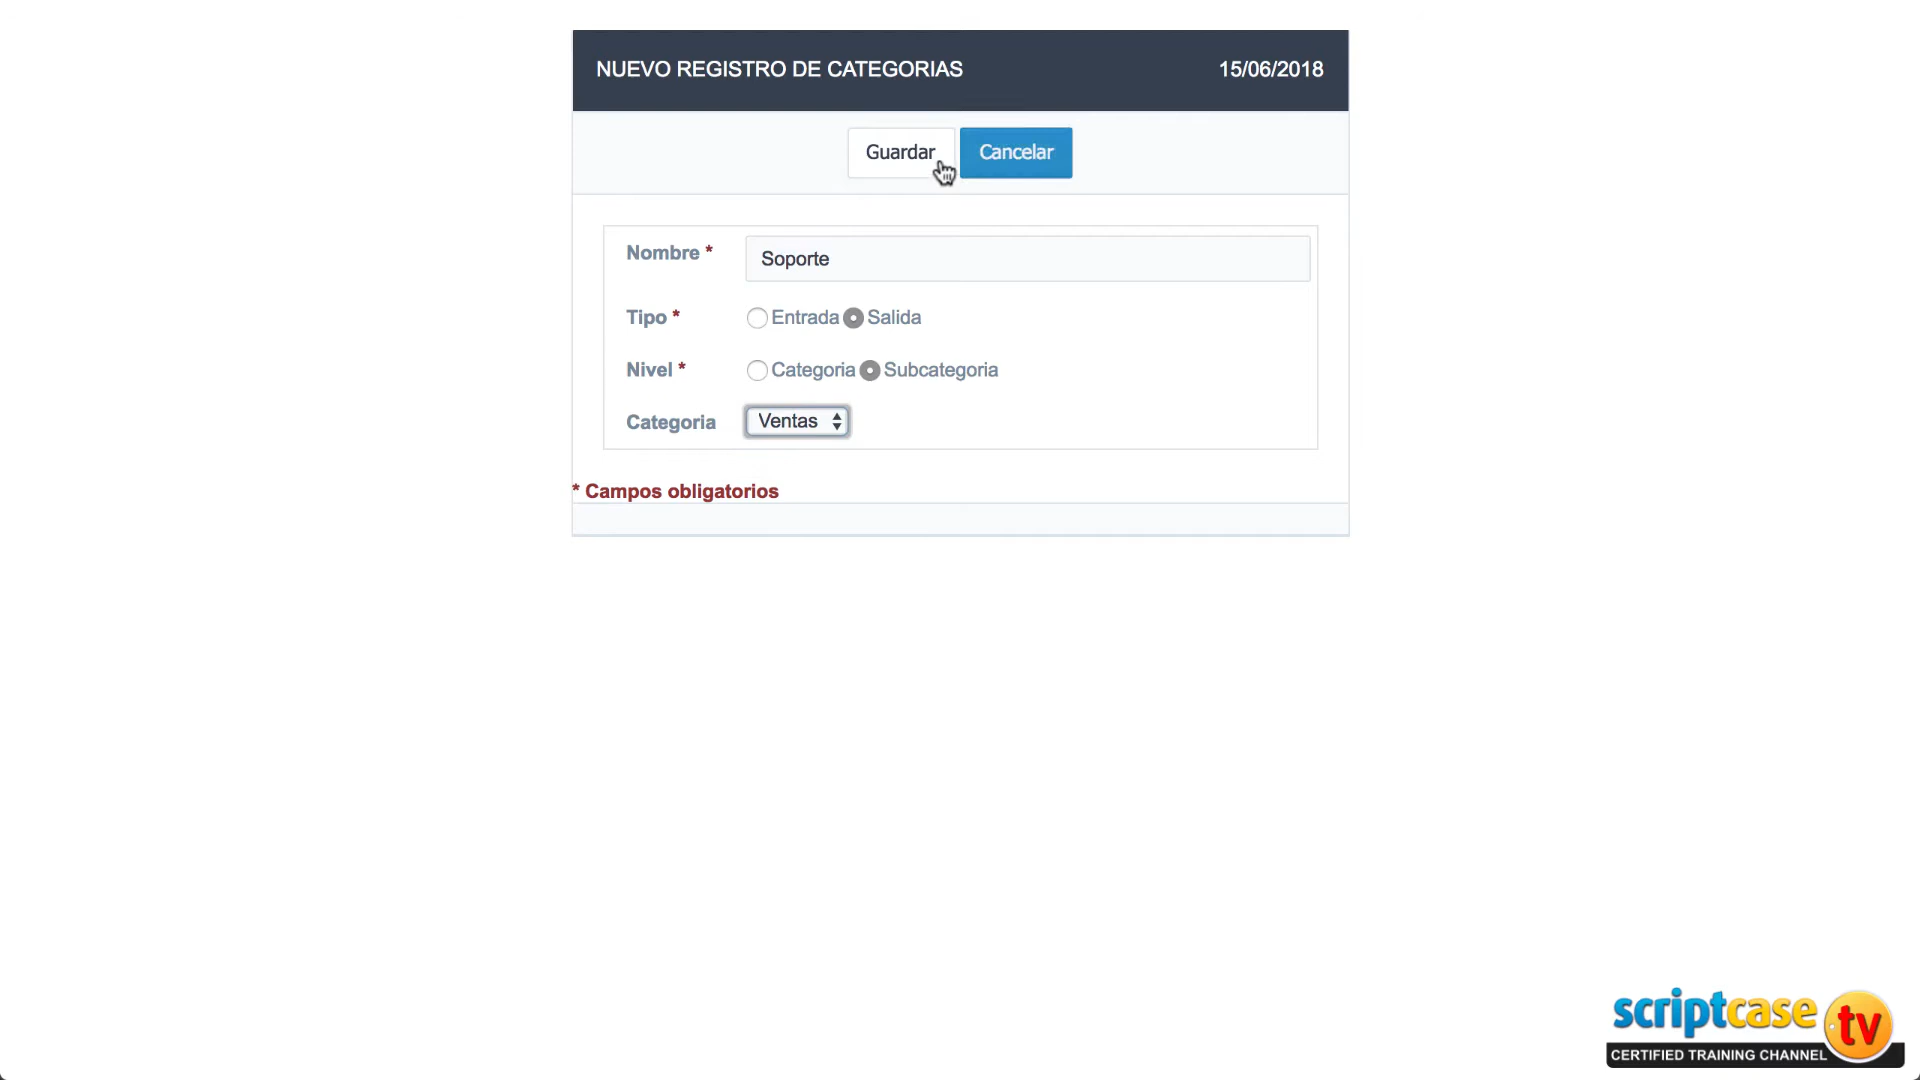 NUEVO REGISTRO DE CATEGORIAS 15/06/2018
Guardar Cancelar
Nombre * Soporte
Tipo * Entrada Salida
Nivel * Categoria Subcategoria
Categoria Ventas
* Campos obligatorios
scriptcase tv
CERTIFIED TRAINING CHANNEL